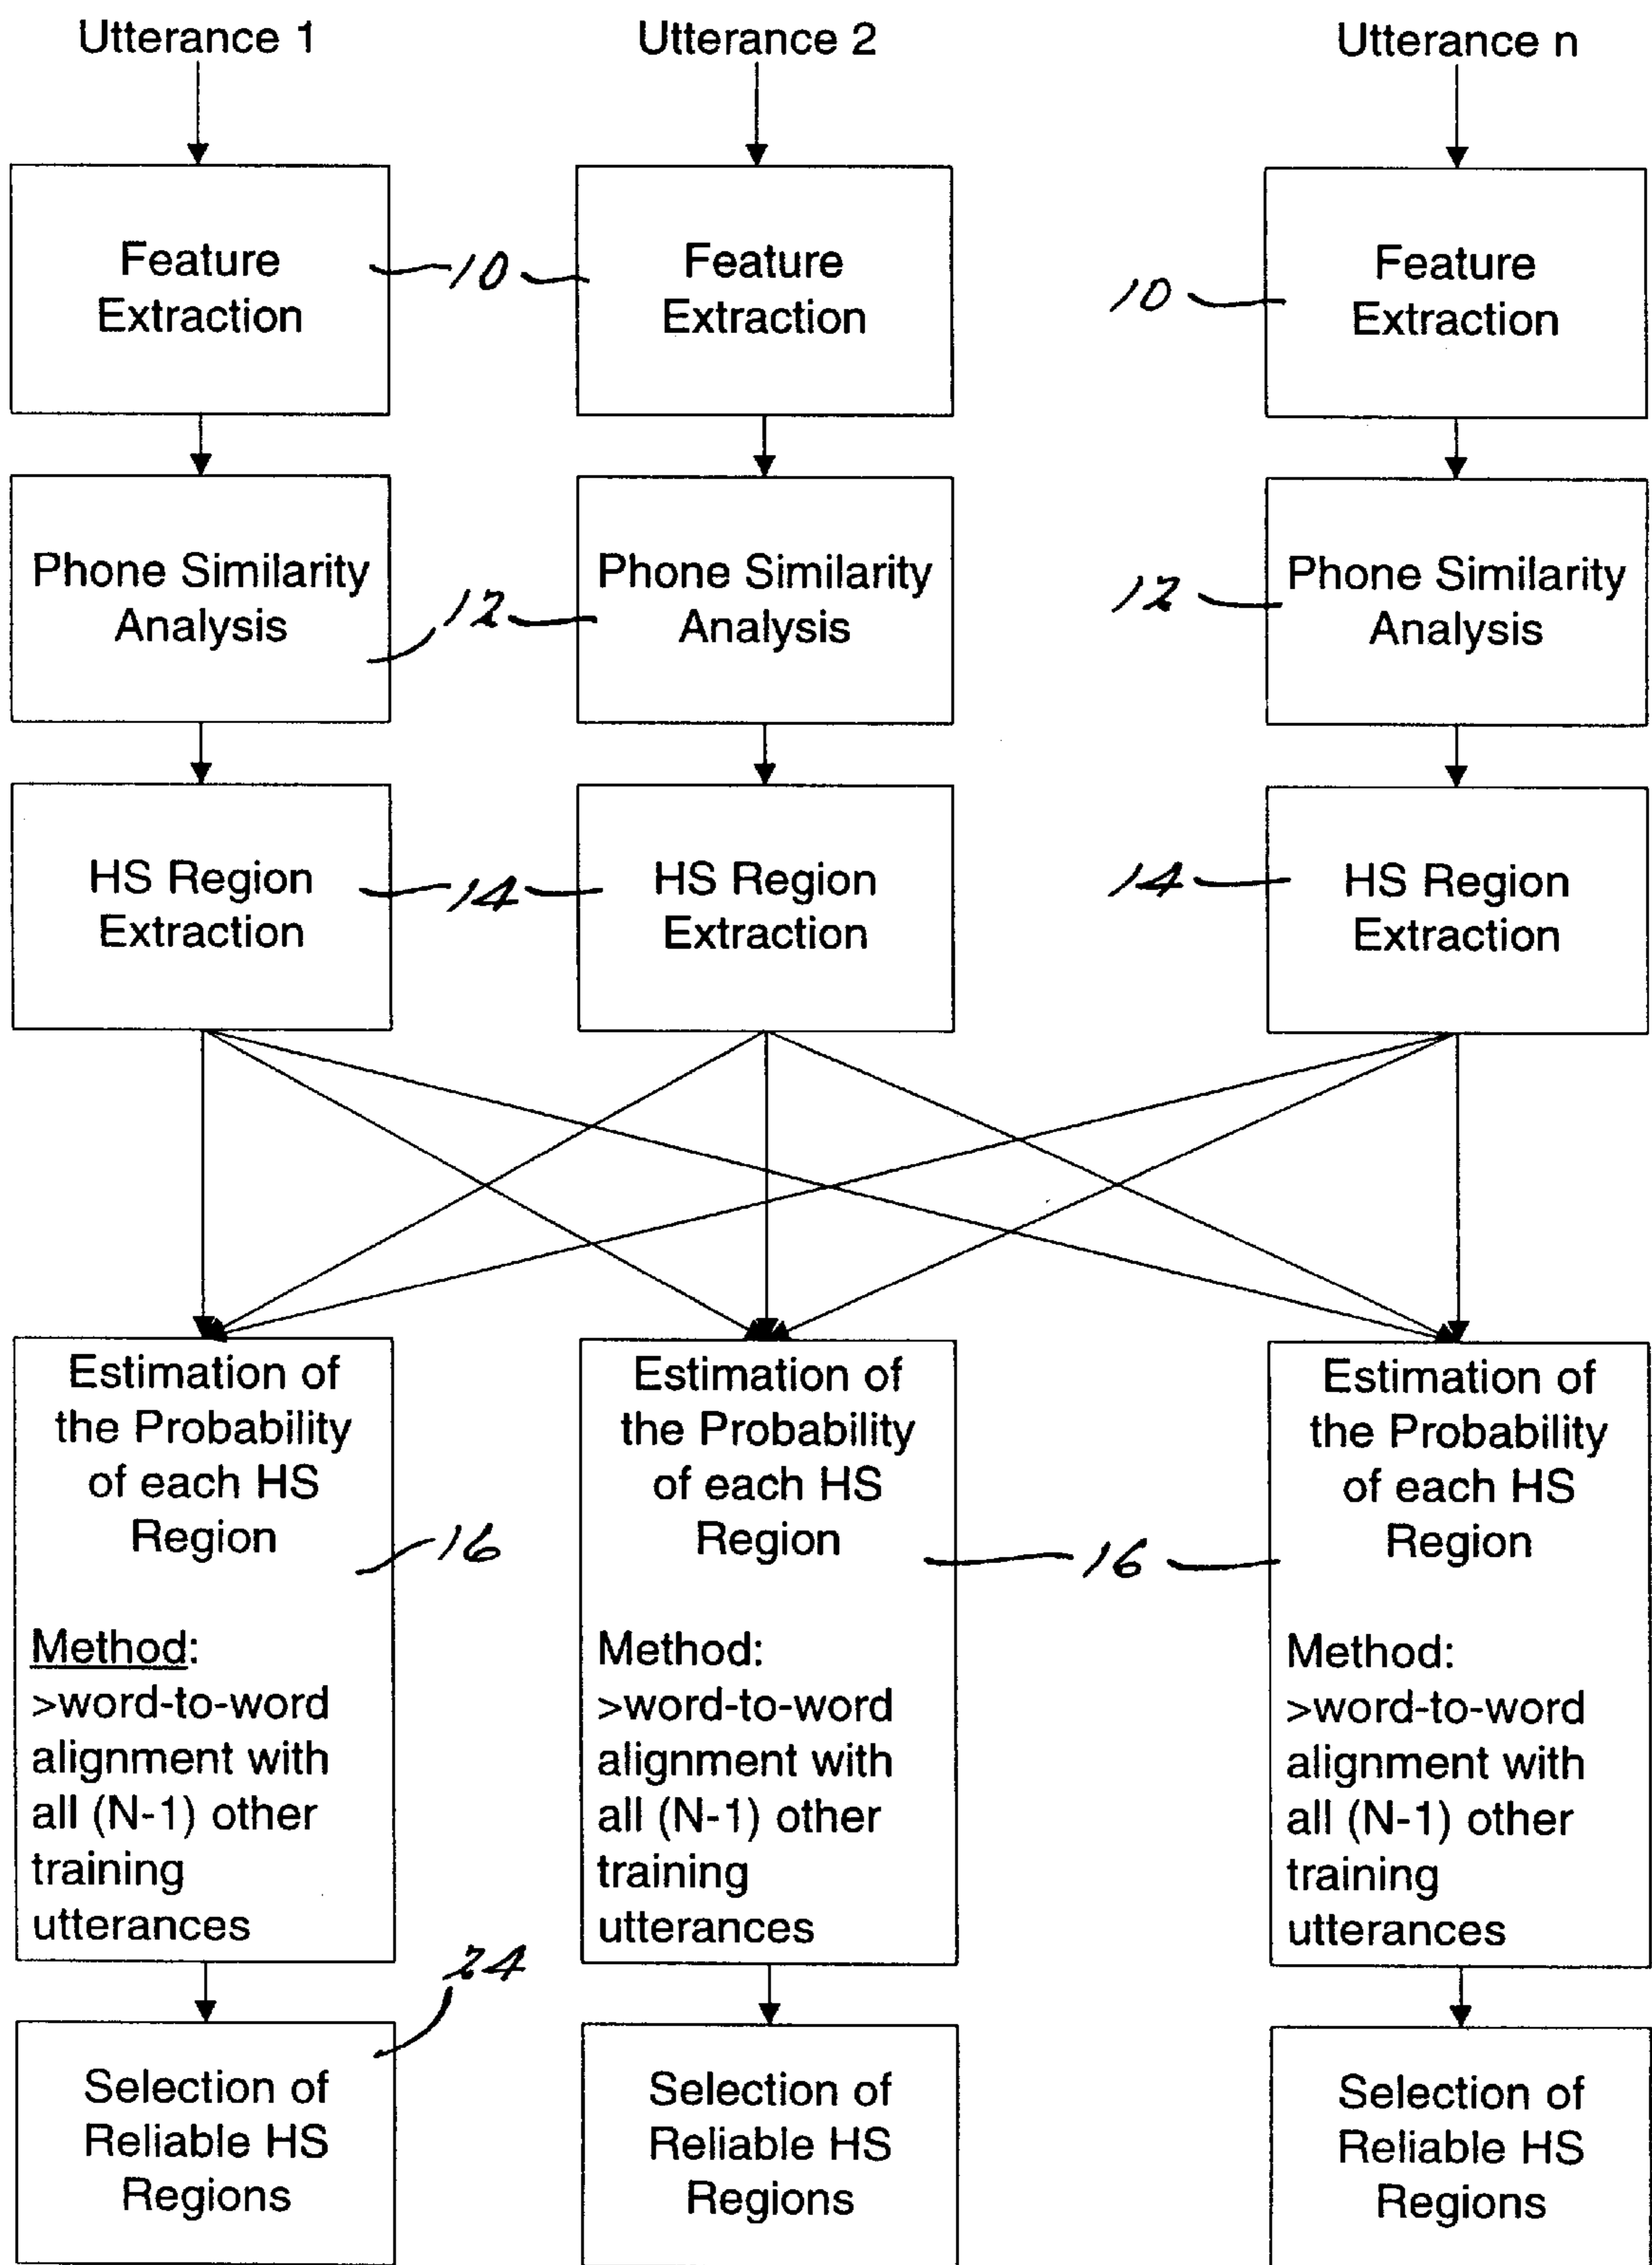 Utterance 1
Utterance 2
Utterance n
Feature
Extraction
10
Feature
Extraction
10
Feature
Extraction
Phone Similarity
Analysis
12
Phone Similarity
Analysis
12
Phone Similarity
Analysis
HS Region
Extraction
14
HS Region
Extraction
14
HS Region
Extraction
Estimation of
the Probability
of each HS
Region
Method:
>word-to-word
alignment with
all (N-1) other
training
utterances
16
Estimation of
the Probability
of each HS
Region
Method:
>word-to-word
alignment with
all (N-1) other
training
utterances
16
Estimation of
the Probability
of each HS
Region
Method:
>word-to-word
alignment with
all (N-1) other
training
utterances
24
Selection of
Reliable HS
Regions
Selection of
Reliable HS
Regions
Selection of
Reliable HS
Regions